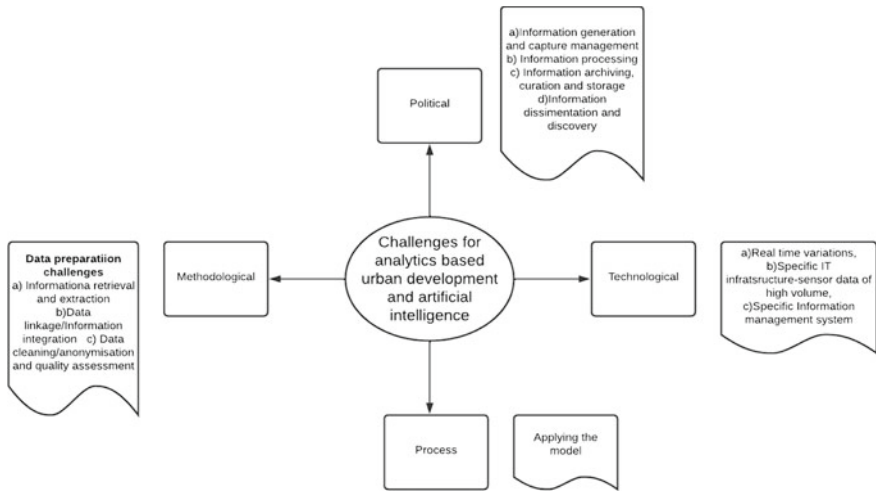 a)Information generation
and capture management
b) Information processing
c) Information archiving,
curation and storage
d)Information
dissimentation and
discovery
Political
Challenges for
analytics based
urban development
and artificial
intelligence
Data preparatiion
challenges
a) Informationa retrieval
and extraction
b)Data
linkage/Information
integration c) Data
cleaning/anonymisation
and quality assessment
Methodological
Technological
a)Real time variations,
b)Specific IT
infratsructure-sensor data of
high volume,
c)Specific Information
management system
Process
Applying the
model